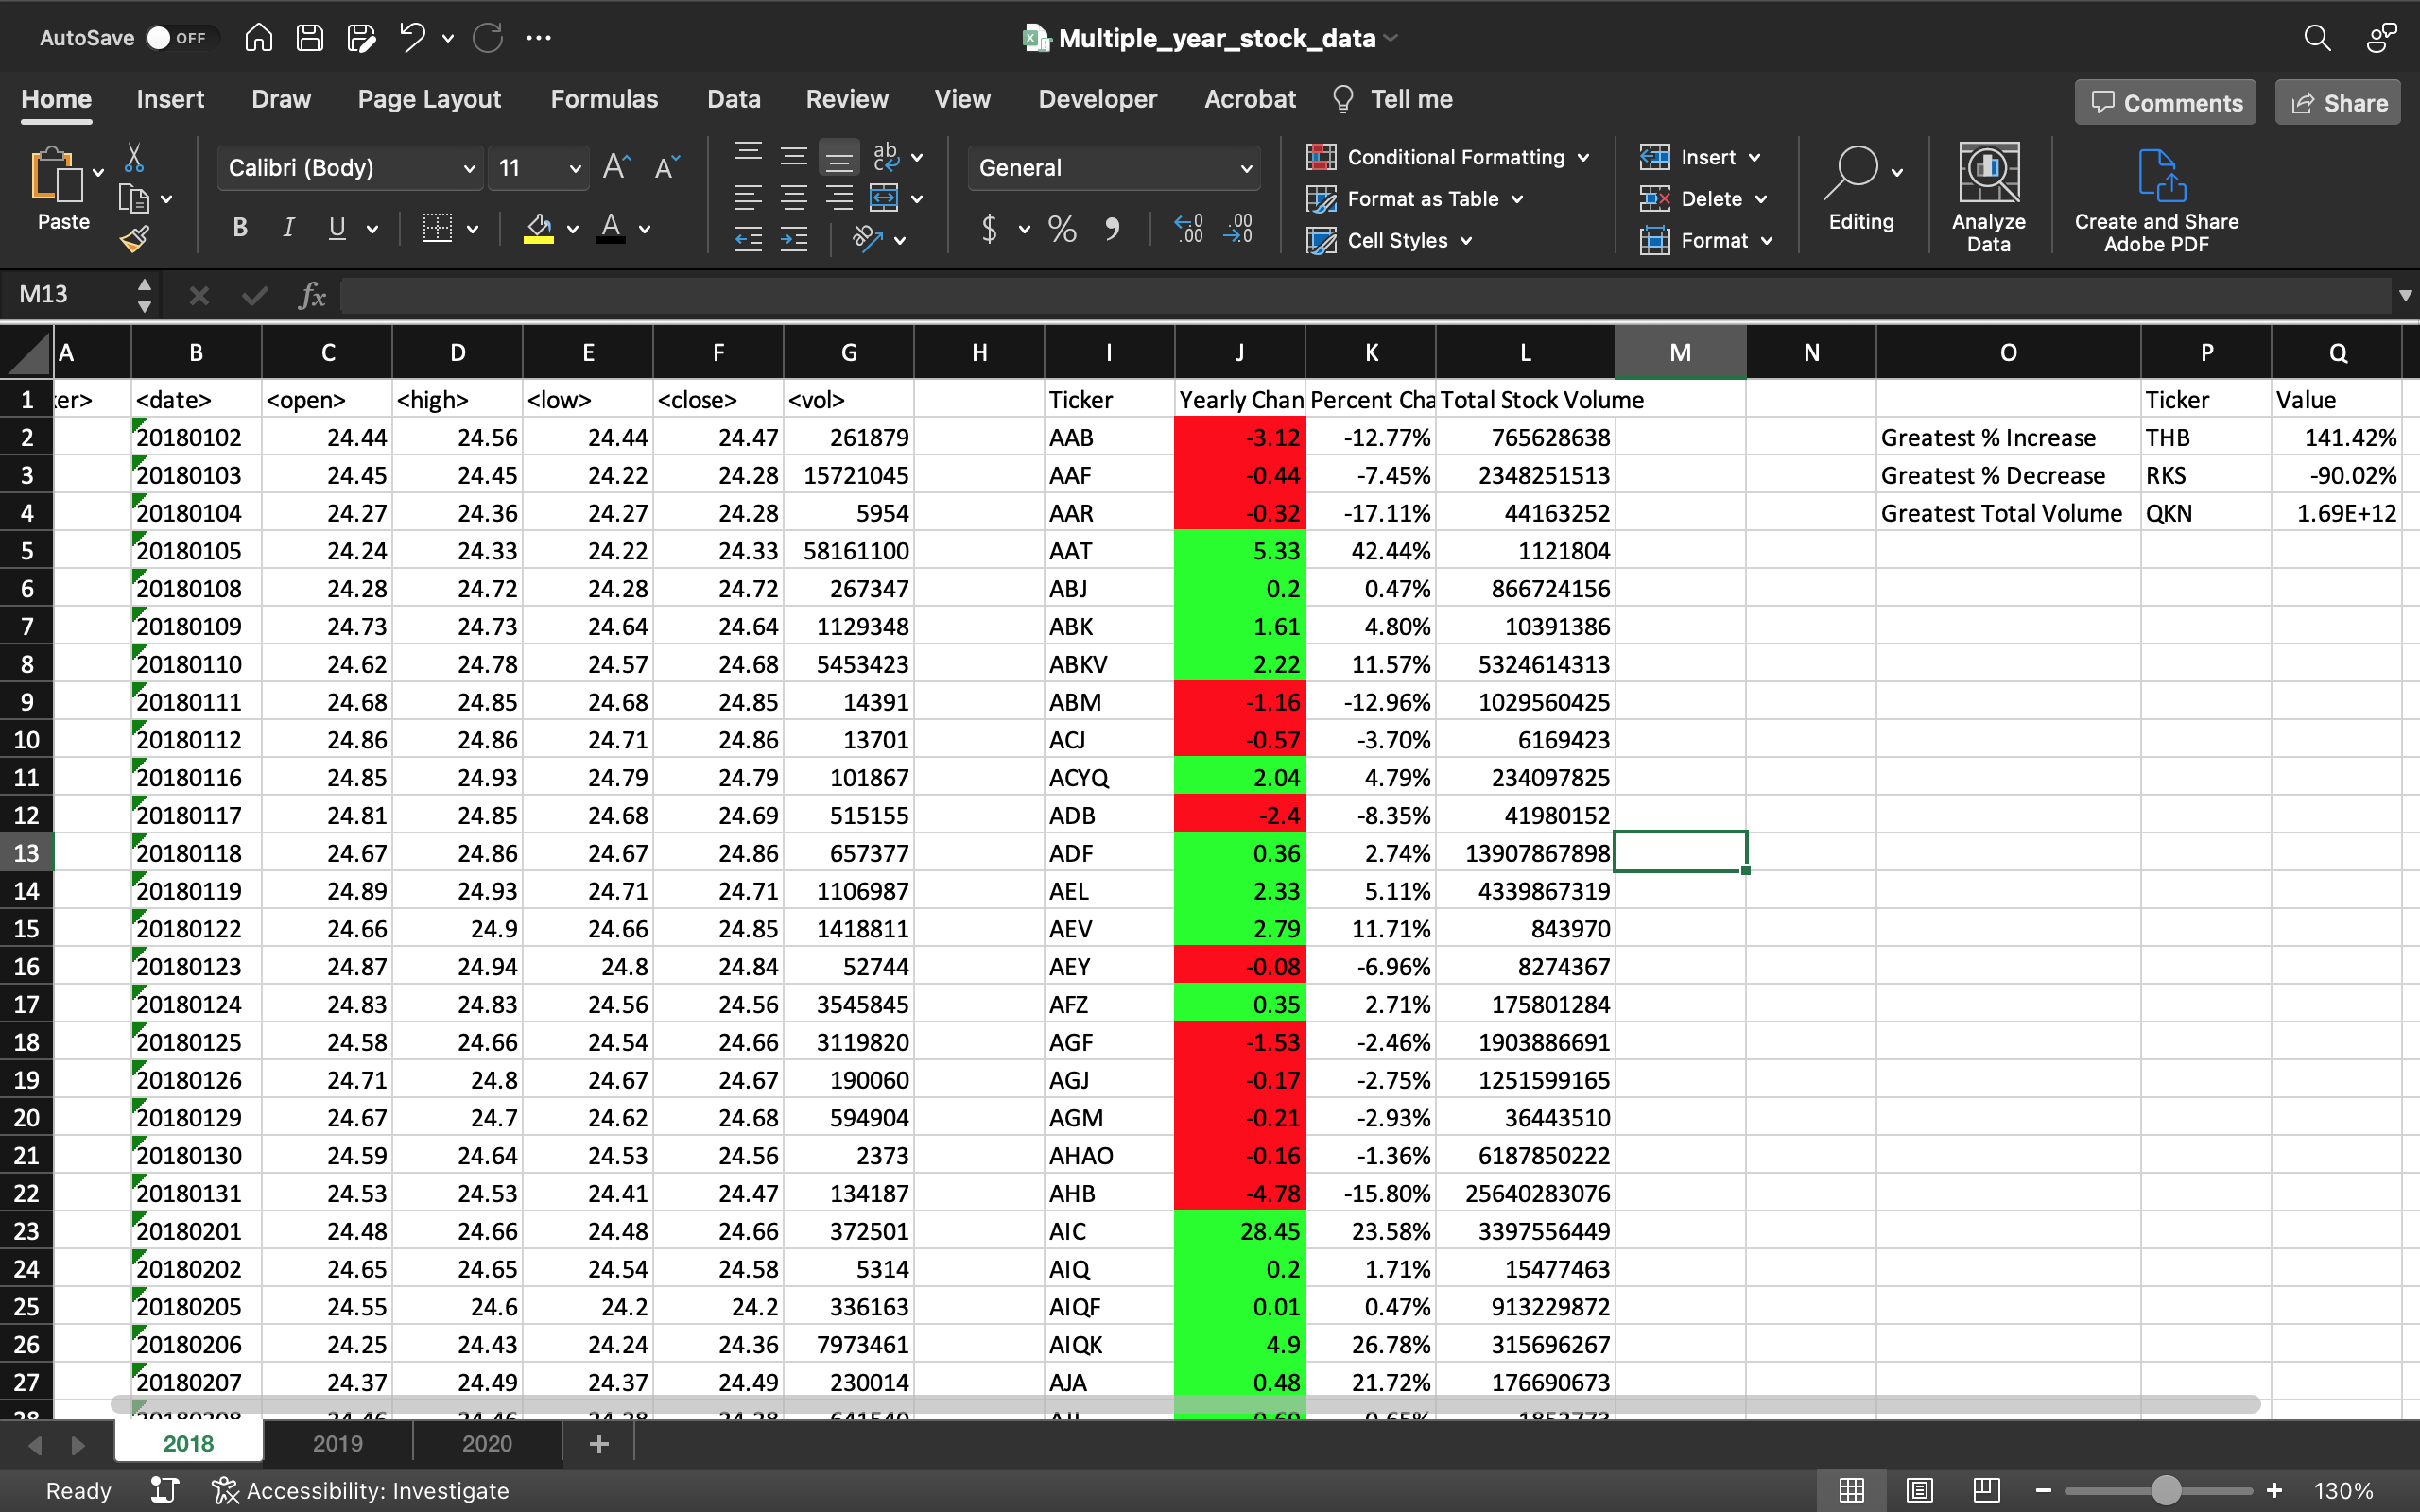 AutoSave OFF Multiple_year_stock_data
Home Insert Draw Page Layout Formulas Data Review View Developer Acrobat Tell me Comments Share
Paste Calibri (Body) 11 General Conditional Formatting Format as Table Cell Styles Insert Delete Format Editing Analyze Data Create and Share Adobe PDF
M13 fx
A B C D E F G H I J K L M N O P Q
1 er> <date> <open> <high> <low> <close> <vol> Ticker Yearly Chan Percent Cha Total Stock Volume Ticker Value
2 20180102 24.44 24.56 24.44 24.47 261879 AAB -3.12 -12.77% 765628638 Greatest % Increase THB 141.42%
3 20180103 24.45 24.45 24.22 24.28 15721045 AAF -0.44 -7.45% 2348251513 Greatest % Decrease RKS -90.02%
4 20180104 24.27 24.36 24.27 24.28 5954 AAR -0.32 -17.11% 44163252 Greatest Total Volume QKN 1.69E+12
5 20180105 24.24 24.33 24.22 24.33 58161100 AAT 5.33 42.44% 1121804
6 20180108 24.28 24.72 24.28 24.72 267347 ABJ 0.2 0.47% 866724156
7 20180109 24.73 24.73 24.64 24.64 1129348 ABK 1.61 4.80% 10391386
8 20180110 24.62 24.78 24.57 24.68 5453423 ABKV 2.22 11.57% 5324614313
9 20180111 24.68 24.85 24.68 24.85 14391 ABM -1.16 -12.96% 1029560425
10 20180112 24.86 24.86 24.71 24.86 13701 ACJ -0.57 -3.70% 6169423
11 20180116 24.85 24.93 24.79 24.79 101867 ACYQ 2.04 4.79% 234097825
12 20180117 24.81 24.85 24.68 24.69 515155 ADB -2.4 -8.35% 41980152
13 20180118 24.67 24.86 24.67 24.86 657377 ADF 0.36 2.74% 13907867898
14 20180119 24.89 24.93 24.71 24.71 1106987 AEL 2.33 5.11% 4339867319
15 20180122 24.66 24.9 24.66 24.85 1418811 AEV 2.79 11.71% 843970
16 20180123 24.87 24.94 24.8 24.84 52744 AEY -0.08 -6.96% 8274367
17 20180124 24.83 24.83 24.56 24.56 3545845 AFZ 0.35 2.71% 175801284
18 20180125 24.58 24.66 24.54 24.66 3119820 AGF -1.53 -2.46% 1903886691
19 20180126 24.71 24.8 24.67 24.67 190060 AGJ -0.17 -2.75% 1251599165
20 20180129 24.67 24.7 24.62 24.68 594904 AGM -0.21 -2.93% 36443510
21 20180130 24.59 24.64 24.53 24.56 2373 AHAO -0.16 -1.36% 6187850222
22 20180131 24.53 24.53 24.41 24.47 134187 AHB -4.78 -15.80% 25640283076
23 20180201 24.48 24.66 24.48 24.66 372501 AIC 28.45 23.58% 3397556449
24 20180202 24.65 24.65 24.54 24.58 5314 AIQ 0.2 1.71% 15477463
25 20180205 24.55 24.6 24.2 24.2 336163 AIQF 0.01 0.47% 913229872
26 20180206 24.25 24.43 24.24 24.36 7973461 AIQK 4.9 26.78% 315696267
27 20180207 24.37 24.49 24.37 24.49 230014 AJA 0.48 21.72% 176690673
2018 2019 2020 +
Ready Accessibility: Investigate 130%